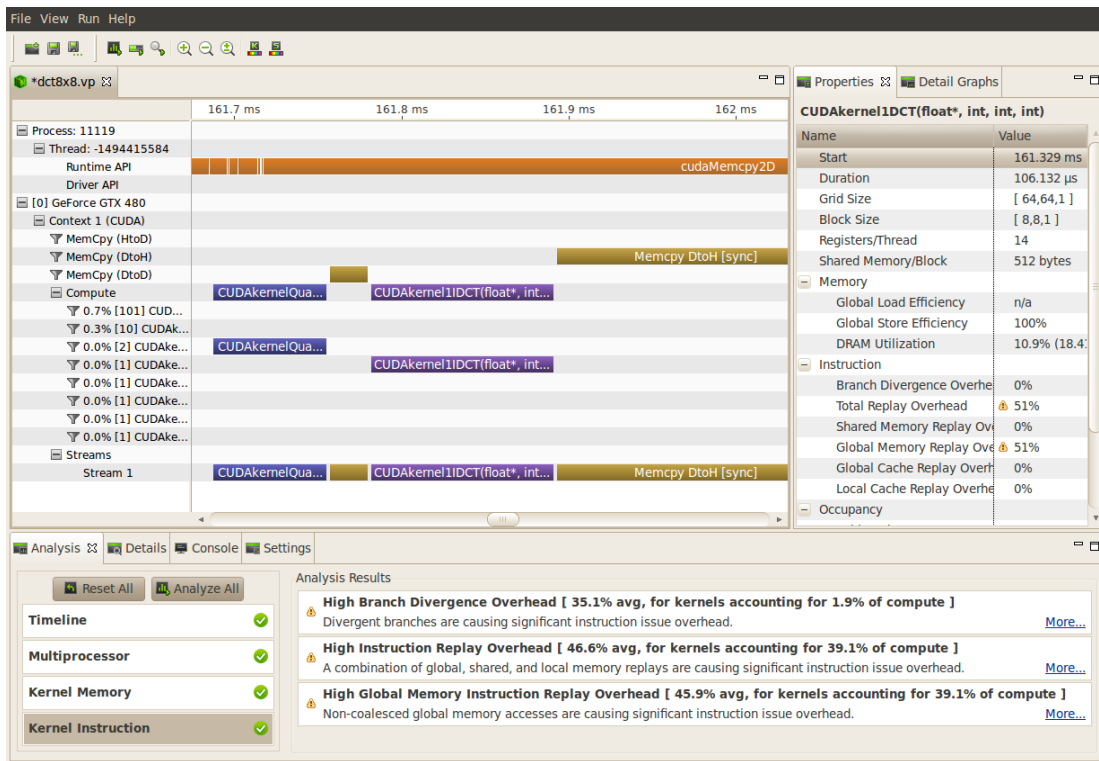 File View Run Help
*dct8x8.vp
161.7 ms 161.8 ms 161.9 ms 162 ms
Process: 11119
Thread: -1494415584
Runtime API cudaMemcpy2D
Driver API
[0] GeForce GTX 480
Context 1 (CUDA)
MemCpy (HtoD)
MemCpy (DtoH) Memcpy DtoH [sync]
MemCpy (DtoD)
Compute CUDAkernelQua... CUDAkernel1IDCT(float*, int...
0.7% [101] CUD...
0.3% [10] CUDAk...
0.0% [2] CUDAke... CUDAkernelQua...
0.0% [1] CUDAke... CUDAkernel1IDCT(float*, int...
0.0% [1] CUDAke...
0.0% [1] CUDAke...
0.0% [1] CUDAke...
0.0% [1] CUDAke...
Streams
Stream 1 CUDAkernelQua... CUDAkernel1IDCT(float*, int... Memcpy DtoH [sync]
Properties Detail Graphs
CUDAkernel1DCT(float*, int, int, int)
Name Value
Start 161.329 ms
Duration 106.132 µs
Grid Size [ 64,64,1 ]
Block Size [ 8,8,1 ]
Registers/Thread 14
Shared Memory/Block 512 bytes
Memory
Global Load Efficiency n/a
Global Store Efficiency 100%
DRAM Utilization 10.9% (18.4
Instruction
Branch Divergence Overhe 0%
Total Replay Overhead 51%
Shared Memory Replay Ov 0%
Global Memory Replay Ove 51%
Global Cache Replay Overh 0%
Local Cache Replay Overhe 0%
Occupancy
Analysis Details Console Settings
Reset All Analyze All
Timeline
Multiprocessor
Kernel Memory
Kernel Instruction
Analysis Results
High Branch Divergence Overhead [ 35.1% avg, for kernels accounting for 1.9% of compute ]
Divergent branches are causing significant instruction issue overhead. More...
High Instruction Replay Overhead [ 46.6% avg, for kernels accounting for 39.1% of compute ]
A combination of global, shared, and local memory replays are causing significant instruction issue overhead. More...
High Global Memory Instruction Replay Overhead [ 45.9% avg, for kernels accounting for 39.1% of compute ]
Non-coalesced global memory accesses are causing significant instruction issue overhead. More...